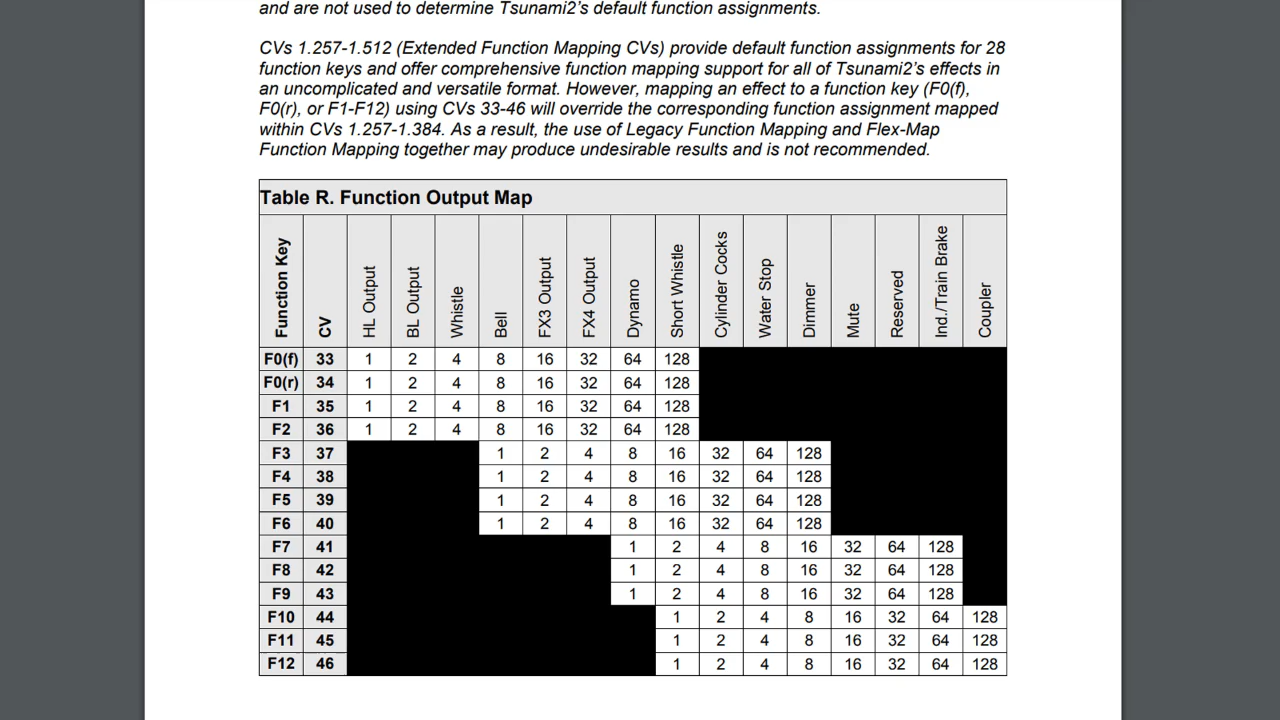 and are not used to determine Tsunami2's default function assignments.
CVs 1.257-1.512 (Extended Function Mapping CVs) provide default function assignments for 28
function keys and offer comprehensive function mapping support for all of Tsunami2's effects in
an uncomplicated and versatile format. However, mapping an effect to a function key (F0(f),
F0(r), or F1-F12) using CVs 33-46 will override the corresponding function assignment mapped
within CVs 1.257-1.384. As a result, the use of Legacy Function Mapping and Flex-Map
Function Mapping together may produce undesirable results and is not recommended.
Table R. Function Output Map
Function Key CV HL Output BL Output Whistle Bell FX3 Output FX4 Output Dynamo Short Whistle Cylinder Cocks Water Stop Dimmer Mute Reserved Ind./Train Brake Coupler
F0(f) 33 1 2 4 8 16 32 64 128
F0(r) 34 1 2 4 8 16 32 64 128
F1 35 1 2 4 8 16 32 64 128
F2 36 1 2 4 8 16 32 64 128
F3 37 1 2 4 8 16 32 64 128
F4 38 1 2 4 8 16 32 64 128
F5 39 1 2 4 8 16 32 64 128
F6 40 1 2 4 8 16 32 64 128
F7 41 1 2 4 8 16 32 64 128
F8 42 1 2 4 8 16 32 64 128
F9 43 1 2 4 8 16 32 64 128
F10 44 1 2 4 8 16 32 64 128
F11 45 1 2 4 8 16 32 64 128
F12 46 1 2 4 8 16 32 64 128